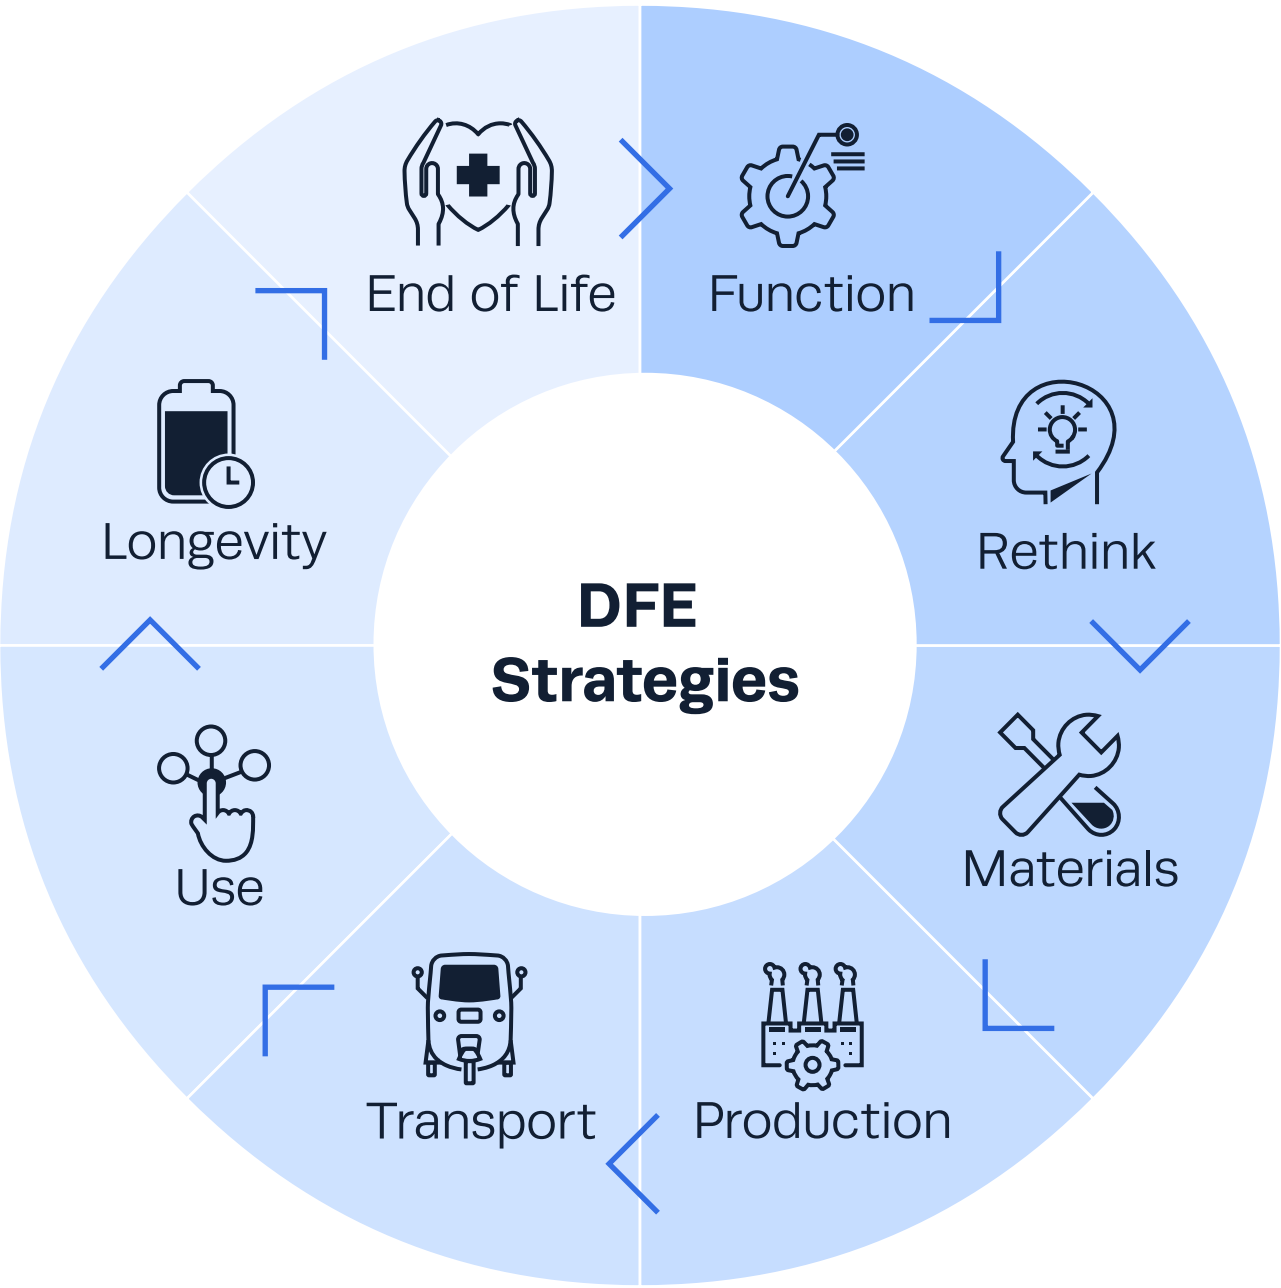 End of Life
Function
Longevity
Rethink
DFE
Strategies
Use
Materials
Transport
Production